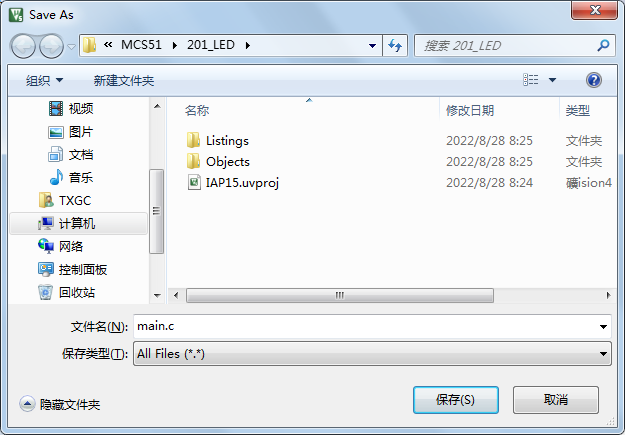 Save As
« MCS51 201_LED
搜索 201_LED
组织 新建文件夹
视频
图片
文档
音乐
TXGC
计算机
网络
控制面板
回收站
名称 修改日期 类型
Listings 2022/8/28 8:25 文件夹
Objects 2022/8/28 8:25 文件夹
IAP15.uvproj 2022/8/28 8:24 礦ision4
文件名(N): main.c
保存类型(T): All Files (*.*)
隐藏文件夹 保存(S) 取消